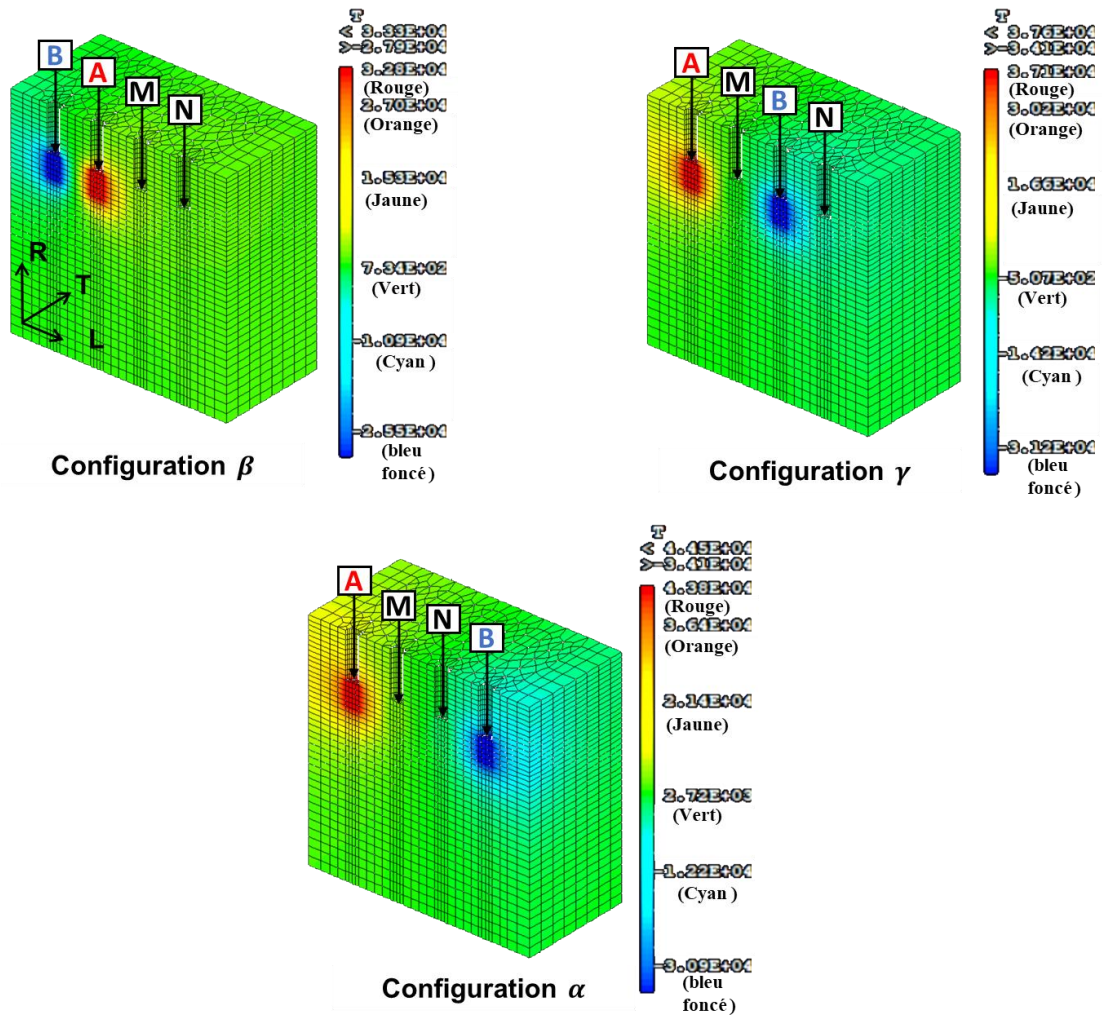 T
< 3.33E+04
>-2.79E+04
3.28E+04
(Rouge)
2.70E+04
(Orange)
1.53E+04
(Jaune)
7.34E+02
(Vert)
-1.09E+04
(Cyan )
-2.55E+04
(bleu
foncé )
B
A
M
N
R
T
L
Configuration β
T
< 3.76E+04
>-3.41E+04
3.71E+04
(Rouge)
3.02E+04
(Orange)
1.66E+04
(Jaune)
-5.07E+02
(Vert)
-1.42E+04
(Cyan )
-3.12E+04
(bleu
foncé )
A
M
B
N
Configuration γ
T
< 4.45E+04
>-3.41E+04
4.38E+04
(Rouge)
3.64E+04
(Orange)
2.14E+04
(Jaune)
2.72E+03
(Vert)
-1.22E+04
(Cyan )
-3.09E+04
(bleu
foncé )
A
M
N
B
Configuration α